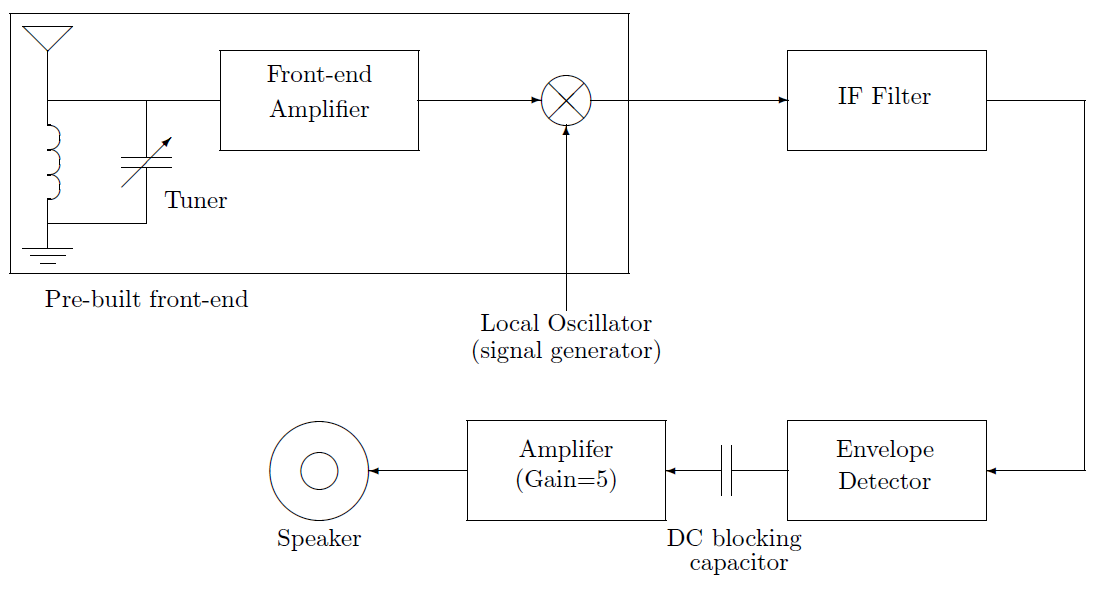 Front-end
Amplifier
IF Filter
Tuner
Pre-built front-end
Local Oscillator
(signal generator)
Amplifer
(Gain=5)
Envelope
Detector
Speaker
DC blocking
capacitor